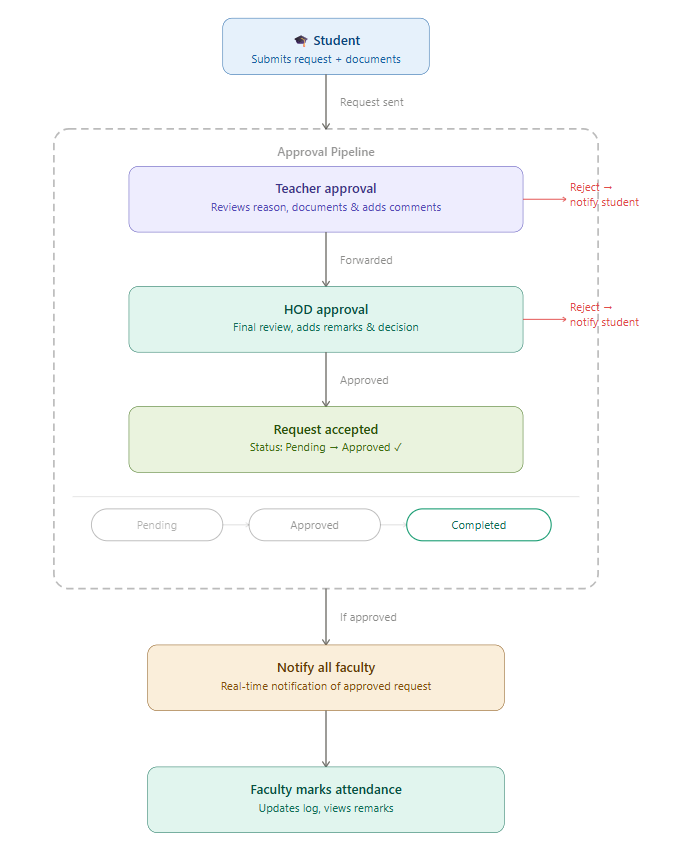 🎓 Student
Submits request + documents
Request sent
Approval Pipeline
Teacher approval
Reviews reason, documents & adds comments
Reject →
notify student
Forwarded
HOD approval
Final review, adds remarks & decision
Reject →
notify student
Approved
Request accepted
Status: Pending → Approved ✓
Pending
Approved
Completed
If approved
Notify all faculty
Real-time notification of approved request
Faculty marks attendance
Updates log, views remarks